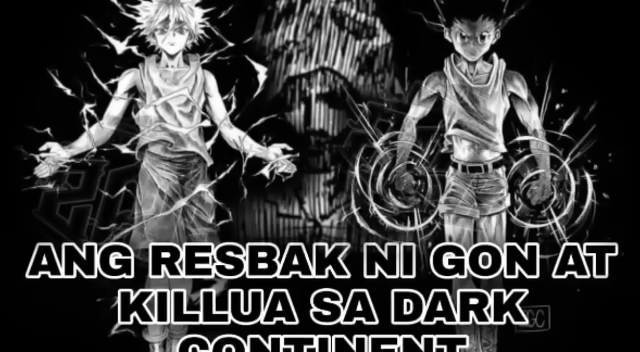 ANG RESBAK NI GON AT
KILLUA SA DARK
CONTINENT